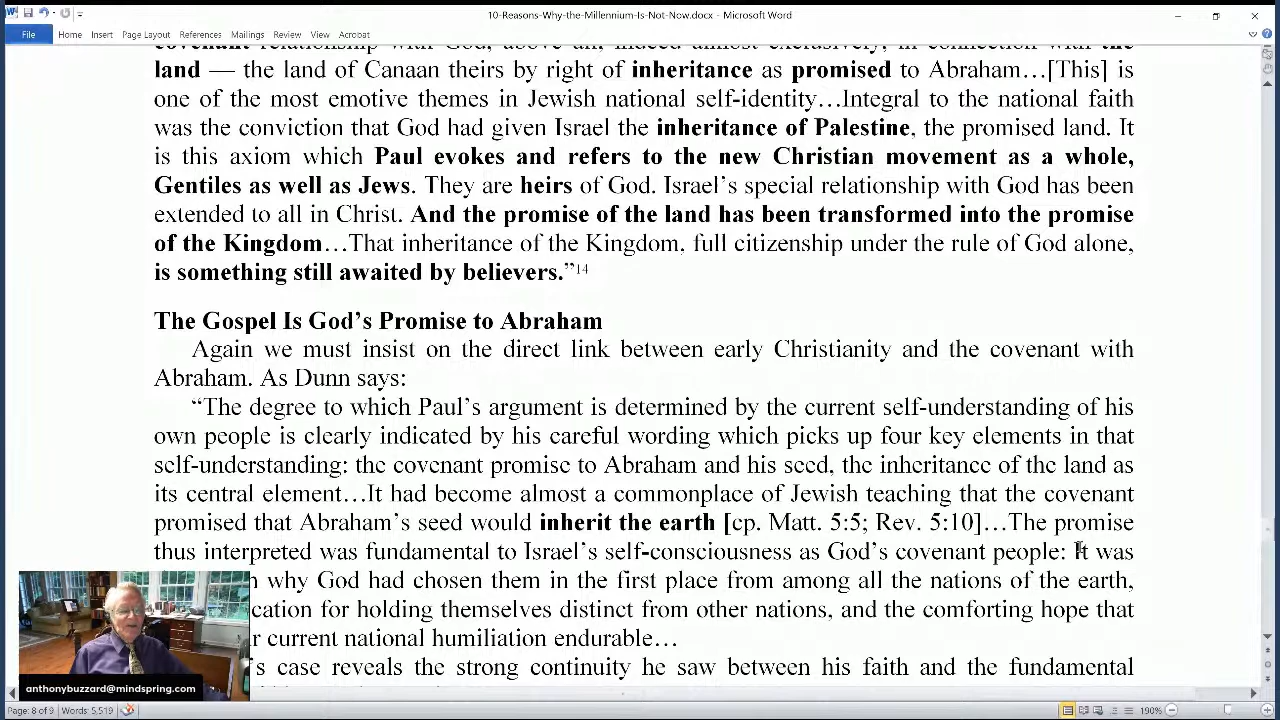 10-Reasons-Why-the-Millennium-Is-Not-Now.docx - Microsoft Word
File Home Insert Page Layout References Mailings Review View Acrobat
covenant relationship with God, above all, indeed almost exclusively, in connection with the
land — the land of Canaan theirs by right of inheritance as promised to Abraham…[This] is
one of the most emotive themes in Jewish national self-identity…Integral to the national faith
was the conviction that God had given Israel the inheritance of Palestine, the promised land. It
is this axiom which Paul evokes and refers to the new Christian movement as a whole,
Gentiles as well as Jews. They are heirs of God. Israel’s special relationship with God has been
extended to all in Christ. And the promise of the land has been transformed into the promise
of the Kingdom…That inheritance of the Kingdom, full citizenship under the rule of God alone,
is something still awaited by believers.”14
The Gospel Is God’s Promise to Abraham
Again we must insist on the direct link between early Christianity and the covenant with
Abraham. As Dunn says:
“The degree to which Paul’s argument is determined by the current self-understanding of his
own people is clearly indicated by his careful wording which picks up four key elements in that
self-understanding: the covenant promise to Abraham and his seed, the inheritance of the land as
its central element…It had become almost a commonplace of Jewish teaching that the covenant
promised that Abraham’s seed would inherit the earth [cp. Matt. 5:5; Rev. 5:10]…The promise
thus interpreted was fundamental to Israel’s self-consciousness as God’s covenant people: It was
why God had chosen them in the first place from among all the nations of the earth,
cation for holding themselves distinct from other nations, and the comforting hope that
r current national humiliation endurable…
’s case reveals the strong continuity he saw between his faith and the fundamental
anthonybuzzard@mindspring.com
Page: 8 of 9 Words: 5,519 190%